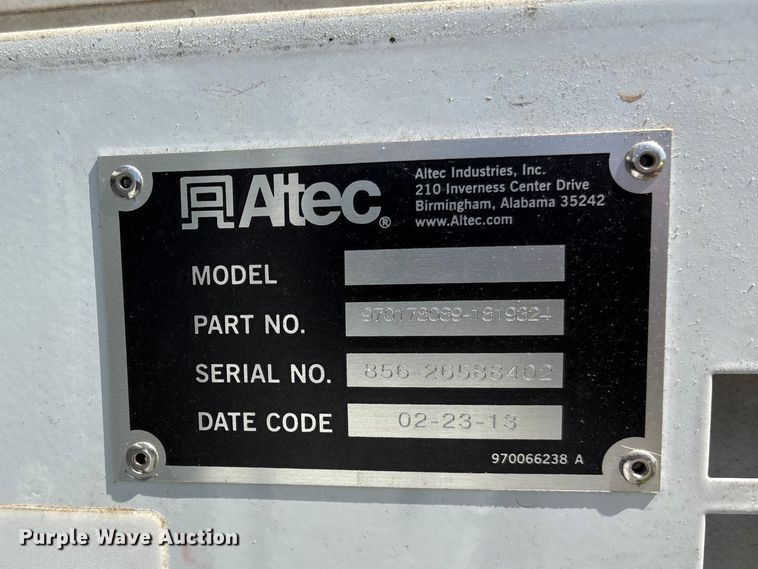 Altec®
Altec Industries, Inc.
210 Inverness Center Drive
Birmingham, Alabama 35242
www.Altec.com
MODEL
PART NO. 970178089-1819324
SERIAL NO. 856-26588402
DATE CODE 02-23-13
970066238 A
Purple Wave Auction